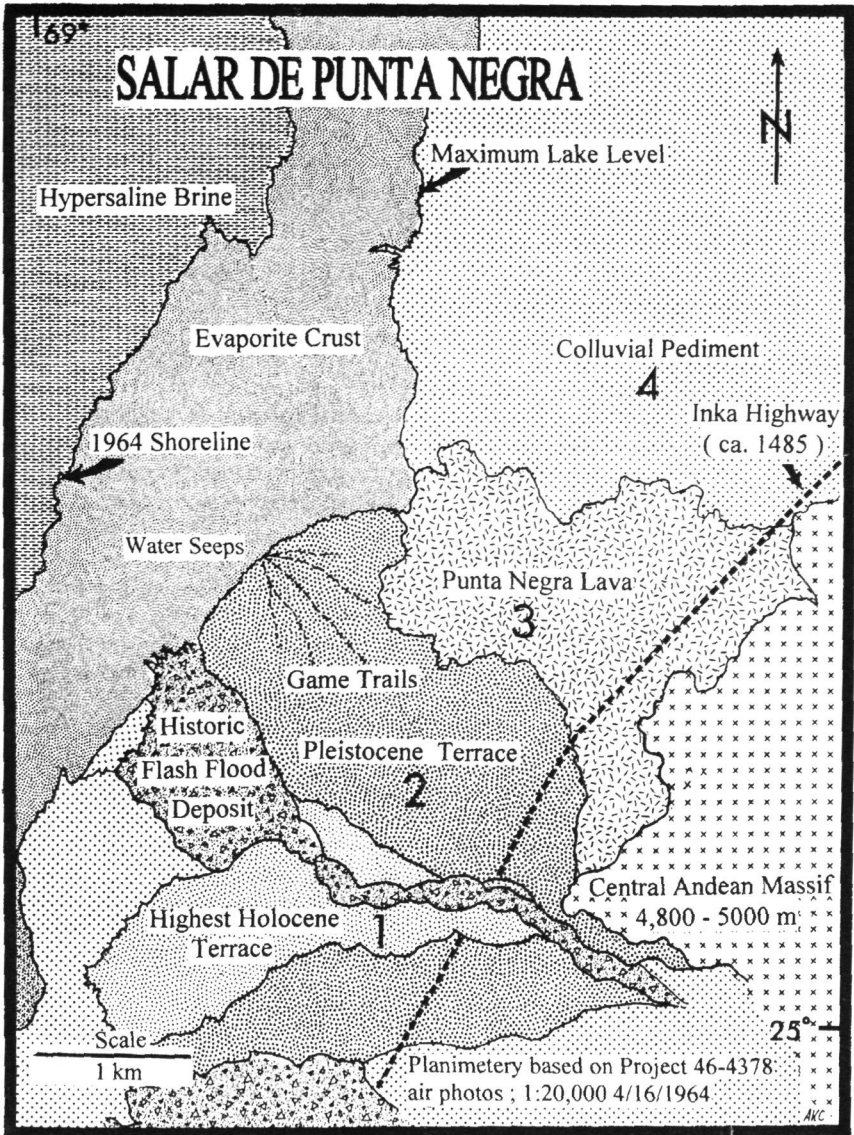 69°
SALAR DE PUNTA NEGRA
N
Maximum Lake Level
Hypersaline Brine
Evaporite Crust
Colluvial Pediment
4
Inka Highway
( ca. 1485 )
1964 Shoreline
Water Seeps
Punta Negra Lava
3
Game Trails
Historic
Flash Flood
Deposit
Pleistocene Terrace
2
Central Andean Massif
4,800 - 5000 m
Highest Holocene
Terrace
1
25°
Scale
1 km
Planimetery based on Project 46-4378
air photos ; 1:20,000 4/16/1964
AKC